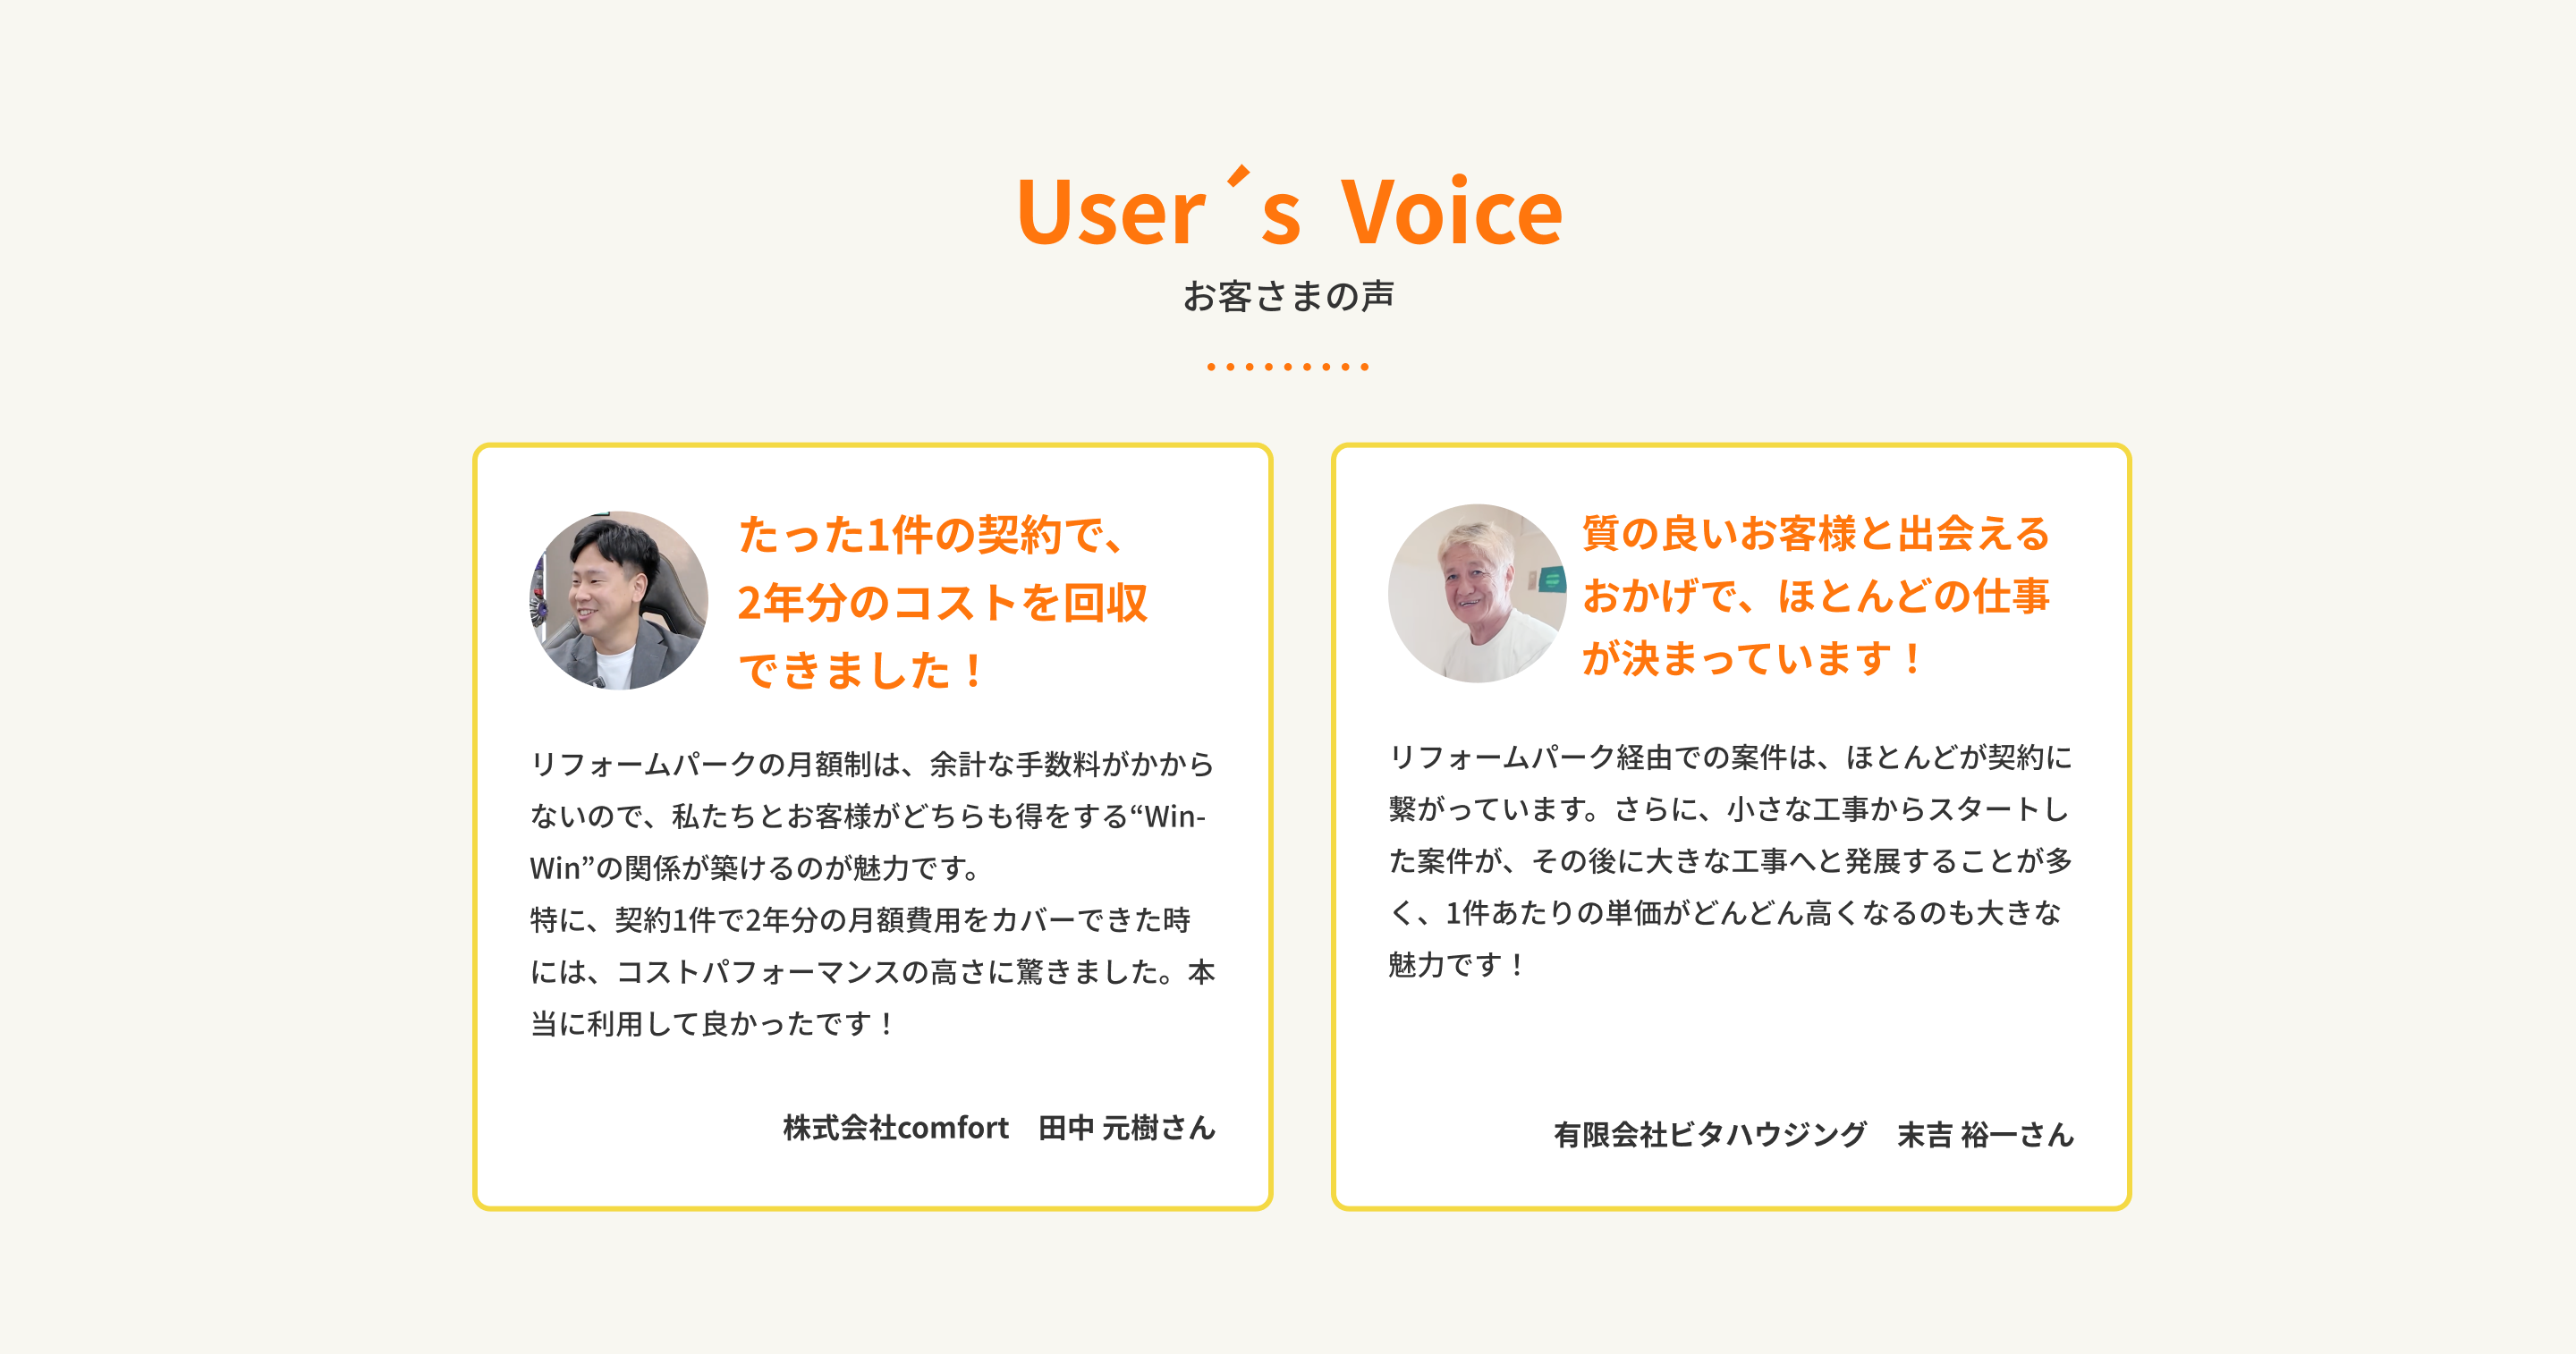 User´s Voice
お客さまの声
たった1件の契約で、
2年分のコストを回収
できました！
リフォームパークの月額制は、余計な手数料がかから
ないので、私たちとお客様がどちらも得をする“Win-
Win”の関係が築けるのが魅力です。
特に、契約1件で2年分の月額費用をカバーできた時
には、コストパフォーマンスの高さに驚きました。本
当に利用して良かったです！
株式会社comfort　田中 元樹さん
質の良いお客様と出会える
おかげで、ほとんどの仕事
が決まっています！
リフォームパーク経由での案件は、ほとんどが契約に
繋がっています。さらに、小さな工事からスタートし
た案件が、その後に大きな工事へと発展することが多
く、1件あたりの単価がどんどん高くなるのも大きな
魅力です！
有限会社ビタハウジング　末吉 裕一さん